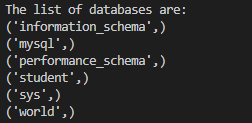 The list of databases are:
('information_schema',)
('mysql',)
('performance_schema',)
('student',)
('sys',)
('world',)